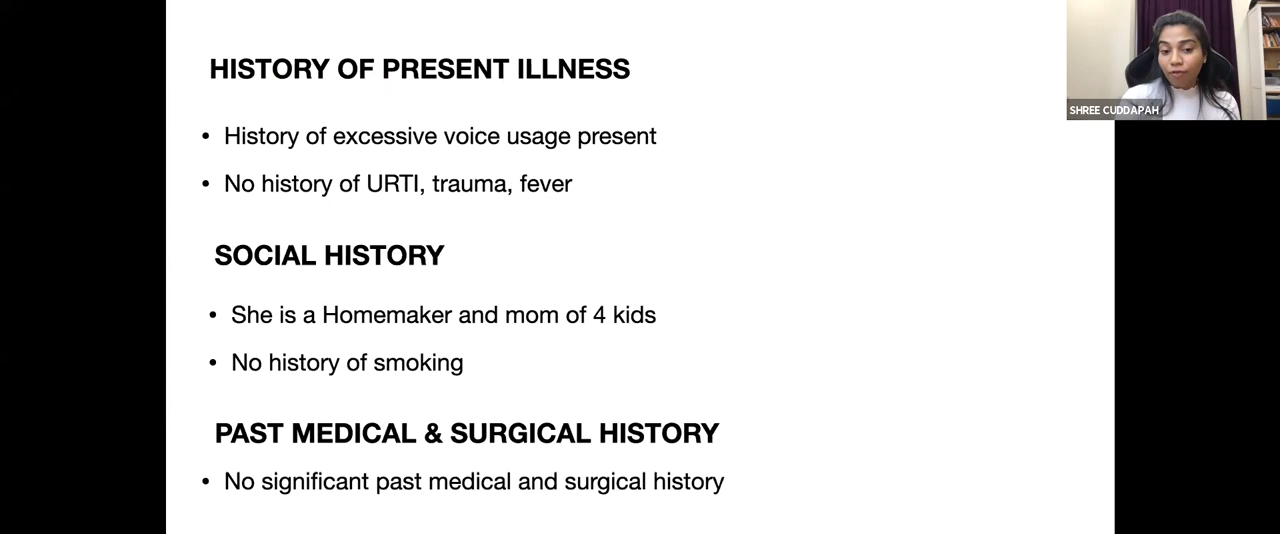 HISTORY OF PRESENT ILLNESS
• History of excessive voice usage present
• No history of URTI, trauma, fever
SOCIAL HISTORY
• She is a Homemaker and mom of 4 kids
• No history of smoking
PAST MEDICAL & SURGICAL HISTORY
• No significant past medical and surgical history
SHREE CUDDAPAH